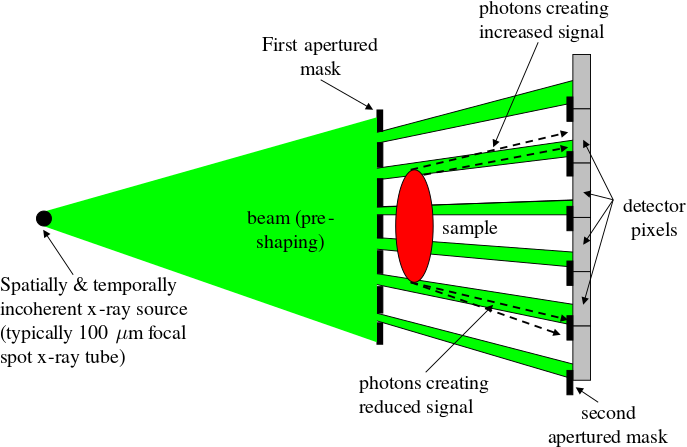 photons creating
increased signal
First apertured
mask
beam (pre-
shaping)
sample
detector
pixels
Spatially & temporally
incoherent x-ray source
(typically 100 μm focal
spot x-ray tube)
photons creating
reduced signal
second
apertured mask